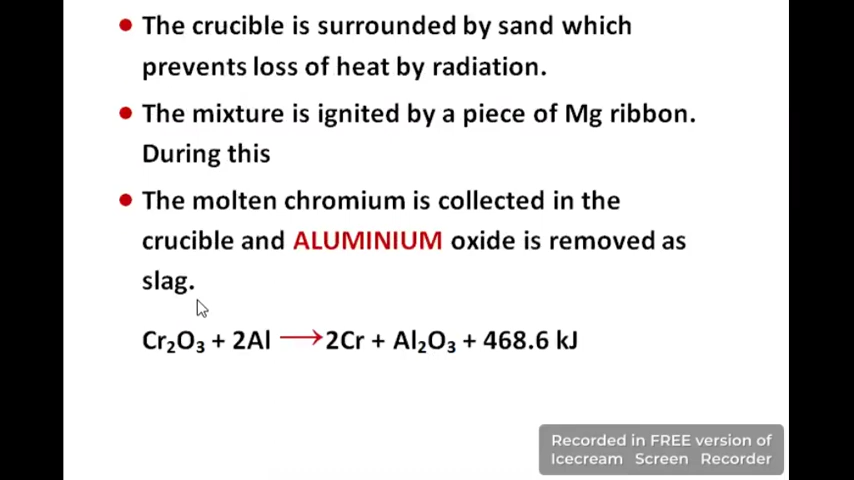 The crucible is surrounded by sand which
prevents loss of heat by radiation.
The mixture is ignited by a piece of Mg ribbon.
During this
The molten chromium is collected in the
crucible and ALUMINIUM oxide is removed as
slag.
Cr₂O₃ + 2Al ⟶ 2Cr + Al₂O₃ + 468.6 kJ
Recorded in FREE version of
Icecream Screen Recorder